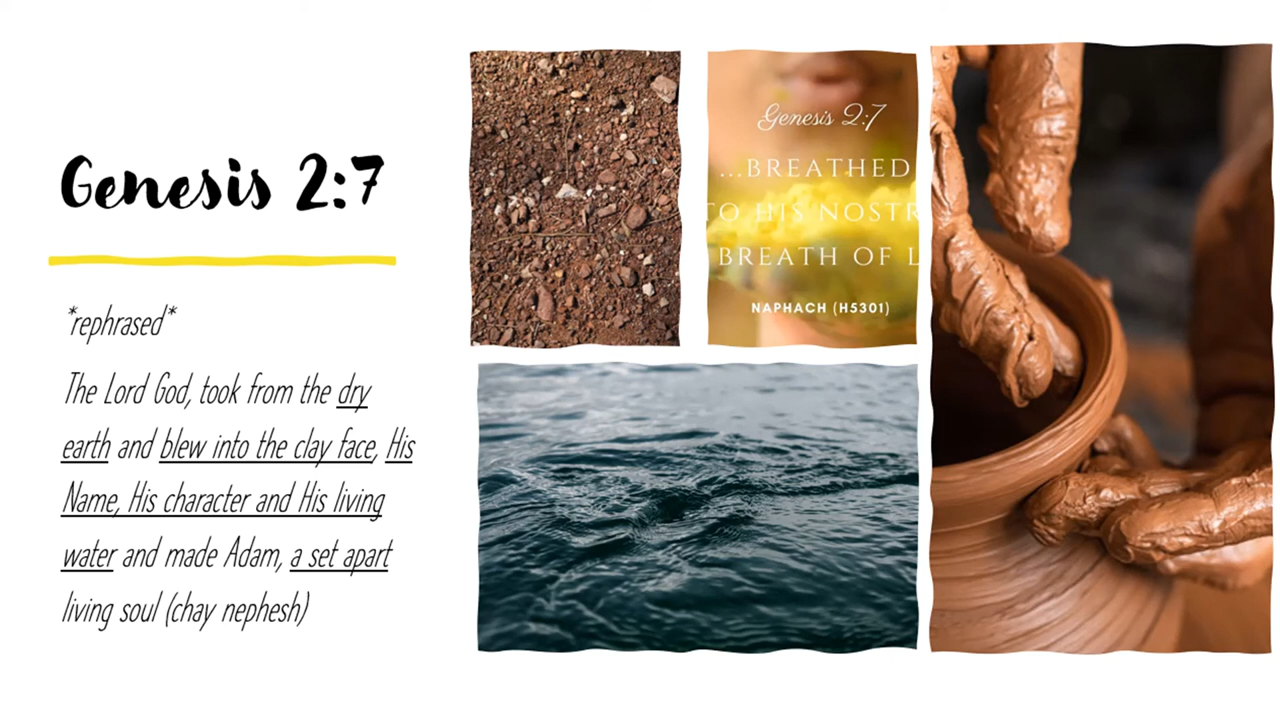 Genesis 2:7
*rephrased*
The Lord God, took from the dry
earth and blew into the clay face, His
Name, His character and His living
water and made Adam, a set apart
living soul (chay nephesh)
Genesis 2:7
...BREATHED
TO HIS NOSTR
BREATH OF L
NAPHACH (H5301)